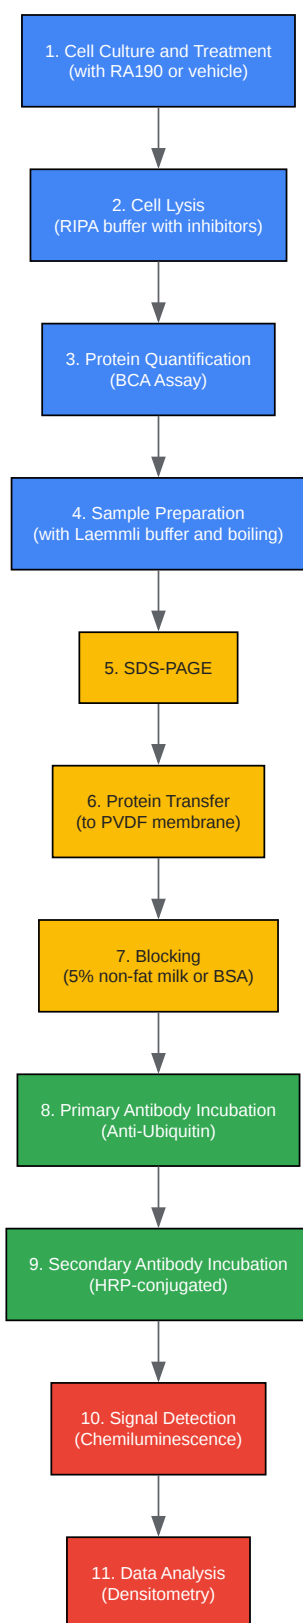 1. Cell Culture and Treatment
(with RA190 or vehicle)
2. Cell Lysis
(RIPA buffer with inhibitors)
3. Protein Quantification
(BCA Assay)
4. Sample Preparation
(with Laemmli buffer and boiling)
5. SDS-PAGE
6. Protein Transfer
(to PVDF membrane)
7. Blocking
(5% non-fat milk or BSA)
8. Primary Antibody Incubation
(Anti-Ubiquitin)
9. Secondary Antibody Incubation
(HRP-conjugated)
10. Signal Detection
(Chemiluminescence)
11. Data Analysis
(Densitometry)